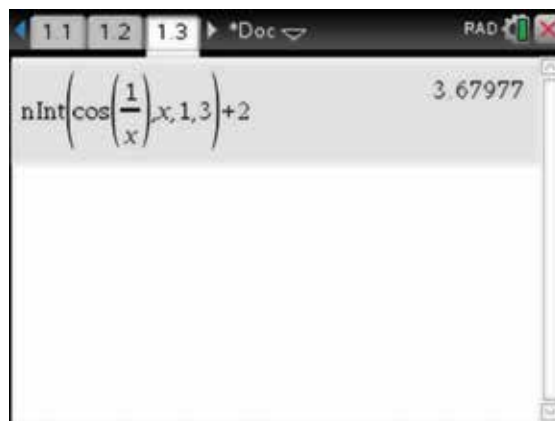 1.1 1.2 1.3 *Doc RAD
nInt(cos(1/x),x,1,3)+2 3.67977